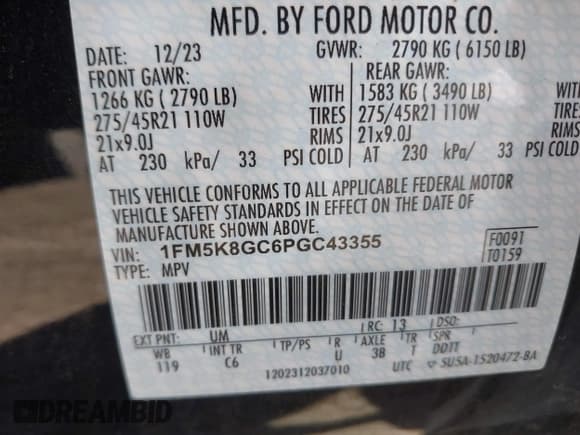 MFD. BY FORD MOTOR CO.
DATE: 12/23 GVWR: 2790 KG ( 6150 LB)
FRONT GAWR: REAR GAWR:
1266 KG ( 2790 LB) WITH 1583 KG ( 3490 LB) WITH
275/45R21 110W TIRES 275/45R21 110W TIRES
21x9.0J RIMS 21x9.0J RIMS
AT 230 kPa/ 33 PSI COLD AT 230 kPa/ 33 PSI COLD
THIS VEHICLE CONFORMS TO ALL APPLICABLE FEDERAL MOTOR
VEHICLE SAFETY STANDARDS IN EFFECT ON THE DATE OF
MANUFACTURE SHOWN ABOVE.
VIN: 1FM5K8GC6PGC43355 F0091
TYPE: MPV T0159
EXT PNT: UM RC: 13 DSO:
WB INT TR TP/PS R AXLE TR SPR
119 C6 U 3B T DDTT
1202312037010 UTC SU5A-1520472-BA
DREAMBID